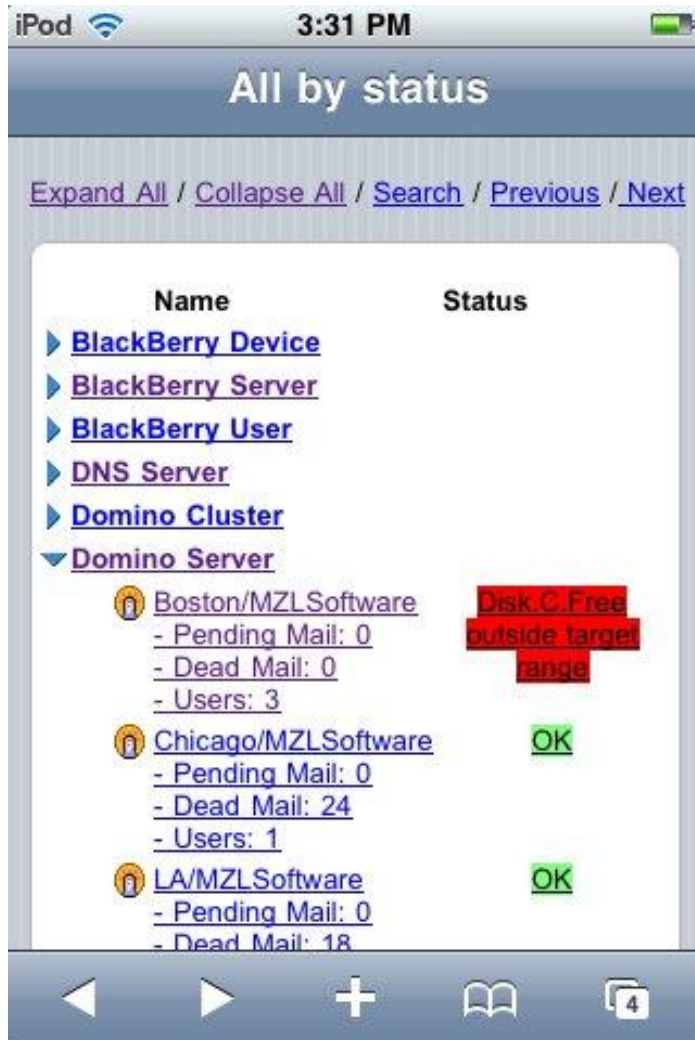 iPod 3:31 PM
All by status
Expand All / Collapse All / Search / Previous / Next
Name Status
BlackBerry Device
BlackBerry Server
BlackBerry User
DNS Server
Domino Cluster
Domino Server
Boston/MZLSoftware Disk.C.Free
- Pending Mail: 0 outside target
- Dead Mail: 0 range
- Users: 3
Chicago/MZLSoftware OK
- Pending Mail: 0
- Dead Mail: 24
- Users: 1
LA/MZLSoftware OK
- Pending Mail: 0
- Dead Mail: 18
4